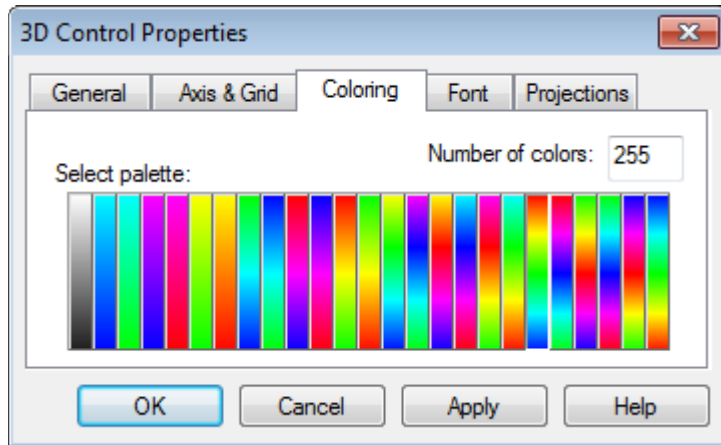 3D Control Properties
General Axis & Grid Coloring Font Projections
Number of colors: 255
Select palette:
OK Cancel Apply Help